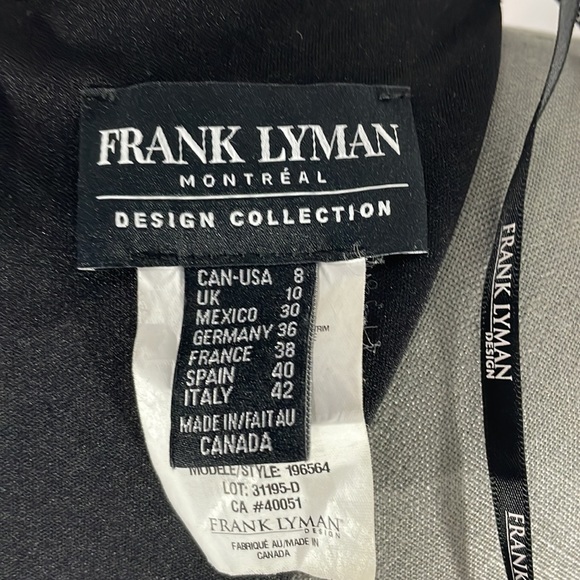 FRANK LYMAN
MONTRÉAL
DESIGN COLLECTION
CAN-USA 8
UK 10
MEXICO 30
GERMANY 36
FRANCE 38
SPAIN 40
ITALY 42
MADE IN/FAIT AU
CANADA
MODELE/STYLE: 196564
LOT: 31195-D
CA #40051
FRANK LYMAN
DESIGN
FABRIQUÉ AU/MADE IN
CANADA
FRANK LYMAN
DESIGN
FRANK